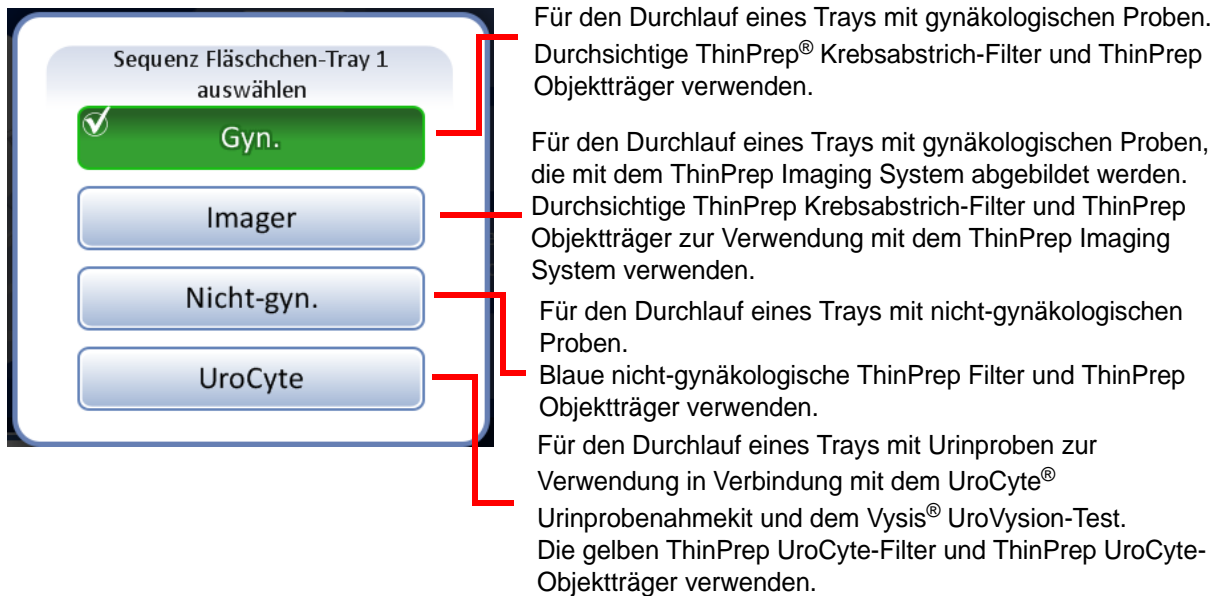 Sequenz Fläschchen-Tray 1
auswählen
Gyn.
Imager
Nicht-gyn.
UroCyte
Für den Durchlauf eines Trays mit gynäkologischen Proben.
Durchsichtige ThinPrep® Krebsabstrich-Filter und ThinPrep
Objektträger verwenden.
Für den Durchlauf eines Trays mit gynäkologischen Proben,
die mit dem ThinPrep Imaging System abgebildet werden.
Durchsichtige ThinPrep Krebsabstrich-Filter und ThinPrep
Objektträger zur Verwendung mit dem ThinPrep Imaging
System verwenden.
Für den Durchlauf eines Trays mit nicht-gynäkologischen
Proben.
Blaue nicht-gynäkologische ThinPrep Filter und ThinPrep
Objektträger verwenden.
Für den Durchlauf eines Trays mit Urinproben zur
Verwendung in Verbindung mit dem UroCyte®
Urinprobenahmekit und dem Vysis® UroVysion-Test.
Die gelben ThinPrep UroCyte-Filter und ThinPrep UroCyte-
Objektträger verwenden.